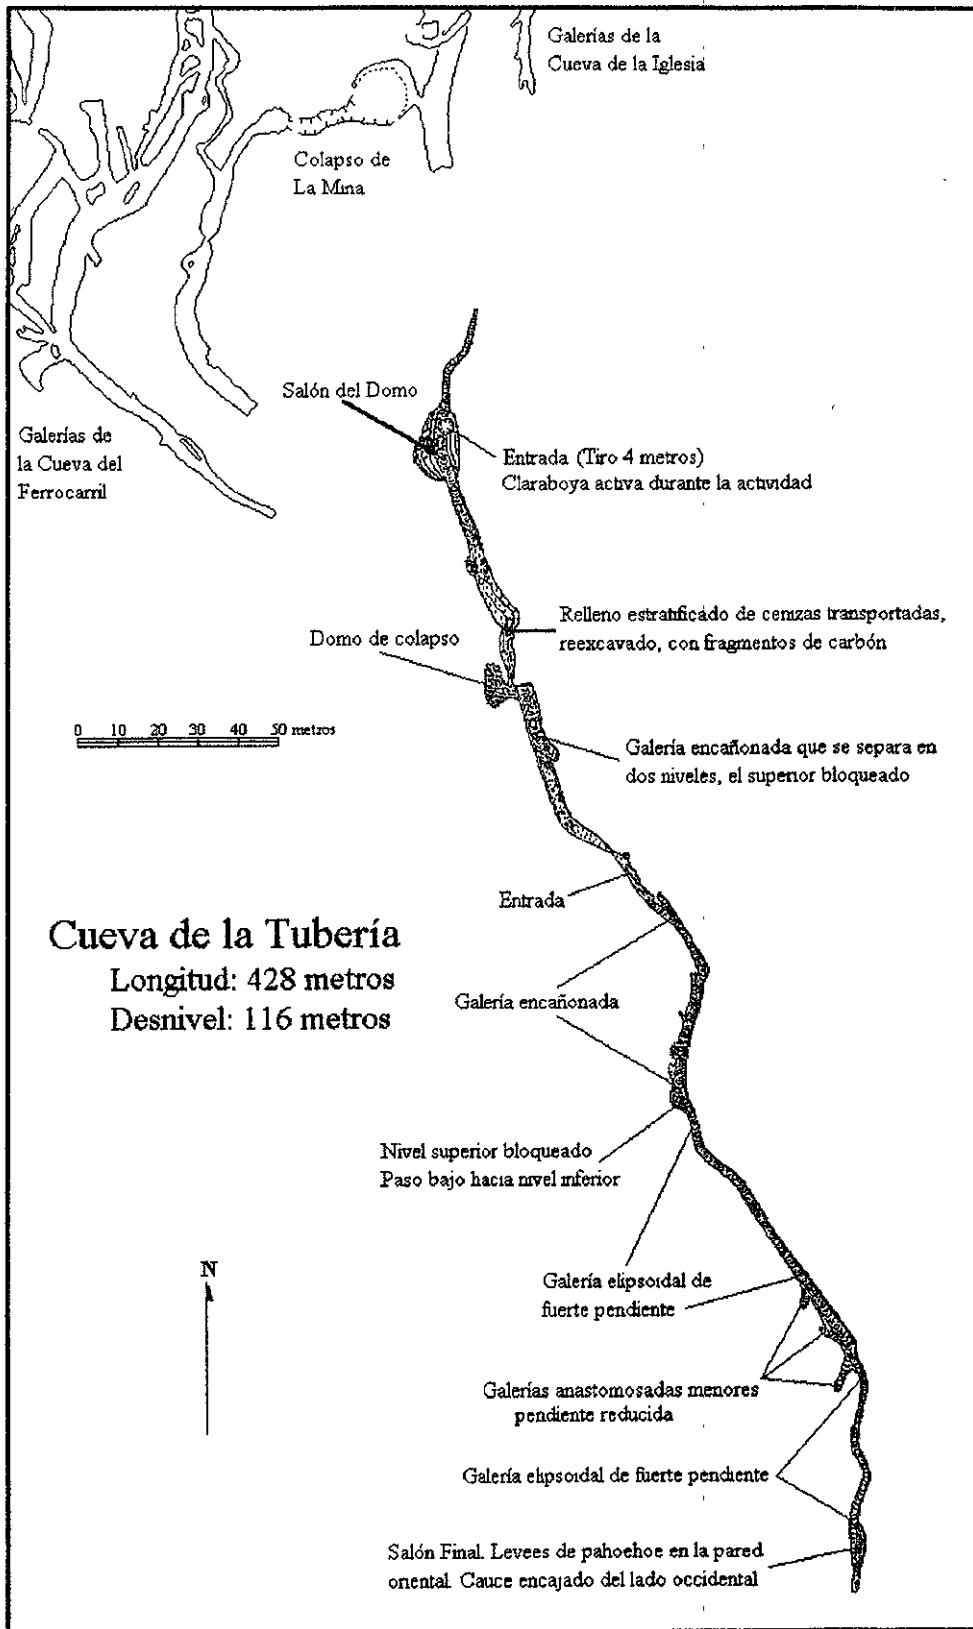 Galerías de la
Cueva de la Iglesia
Colapso de
La Mina
Salón del Domo
Galerías de
la Cueva del
Ferrocarril
Entrada (Tiro 4 metros)
Claraboya activa durante la actividad
Relleno estratificado de cenizas transportadas,
reexcavado, con fragmentos de carbón
Domo de colapso
0 10 20 30 40 50 metros
Galería encañonada que se separa en
dos niveles, el superior bloqueado
Entrada
Cueva de la Tubería
Longitud: 428 metros
Desnivel: 116 metros
Galería encañonada
Nivel superior bloqueado
Paso bajo hacia nivel inferior
N
Galería elipsoidal de
fuerte pendiente
Galerías anastomosadas menores
pendiente reducida
Galería elipsoidal de fuerte pendiente
Salón Final. Levees de pahoehoe en la pared
oriental. Cauce encajado del lado occidental